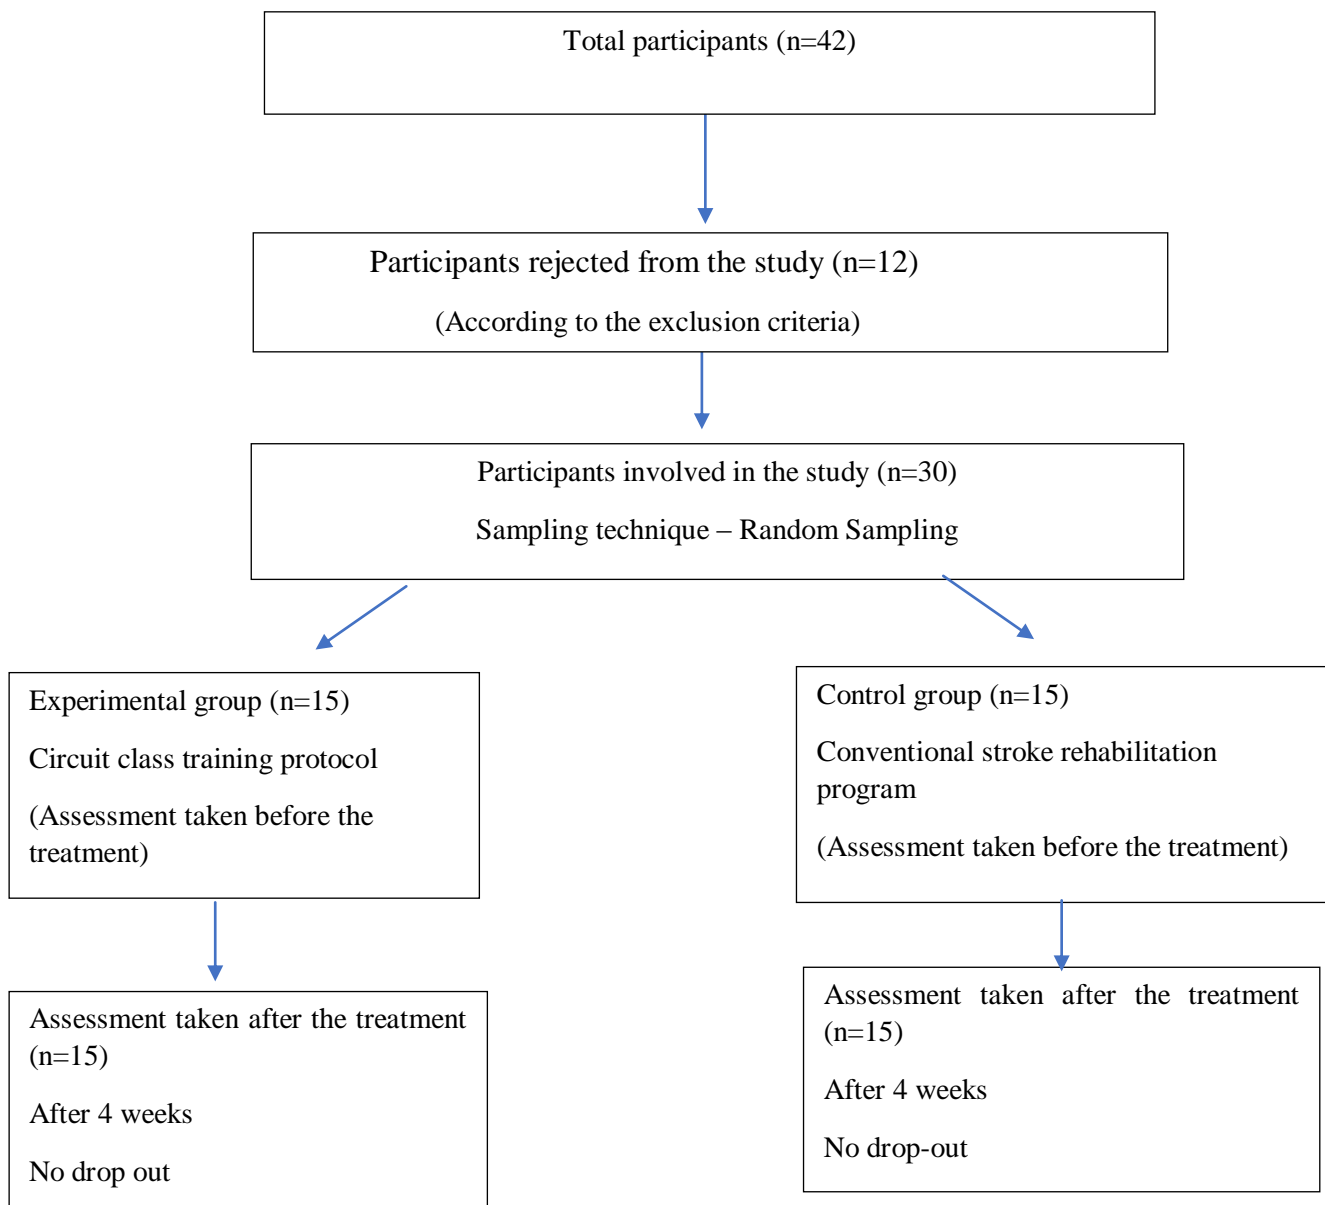 Total participants (n=42)
Participants rejected from the study (n=12)
(According to the exclusion criteria)
Participants involved in the study (n=30)
Sampling technique – Random Sampling
Experimental group (n=15)
Circuit class training protocol
(Assessment taken before the
treatment)
Control group (n=15)
Conventional stroke rehabilitation
program
(Assessment taken before the treatment)
Assessment taken after the treatment
(n=15)
After 4 weeks
No drop out
Assessment taken after the treatment
(n=15)
After 4 weeks
No drop-out